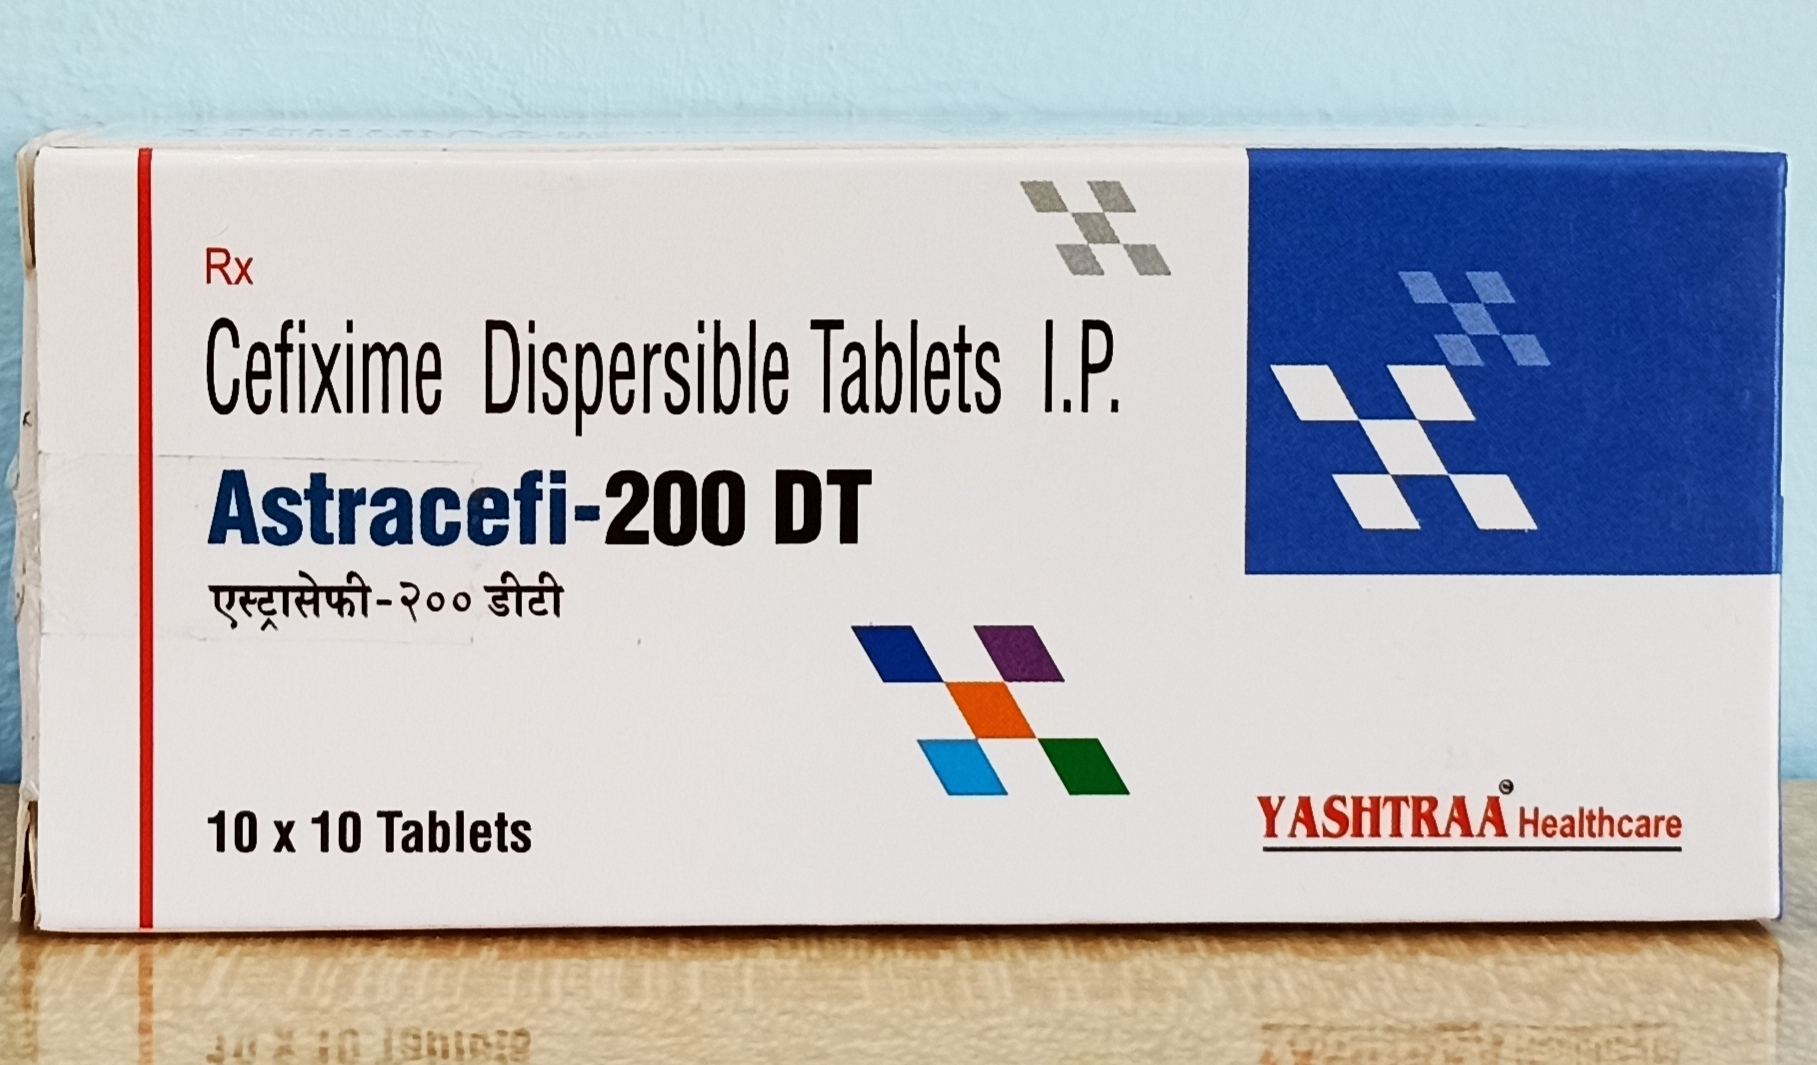 Rx
Cefixime Dispersible Tablets I.P.
Astracefi-200 DT
एस्ट्रासेफी-२०० डीटी
10 x 10 Tablets
YASHTRAA© Healthcare